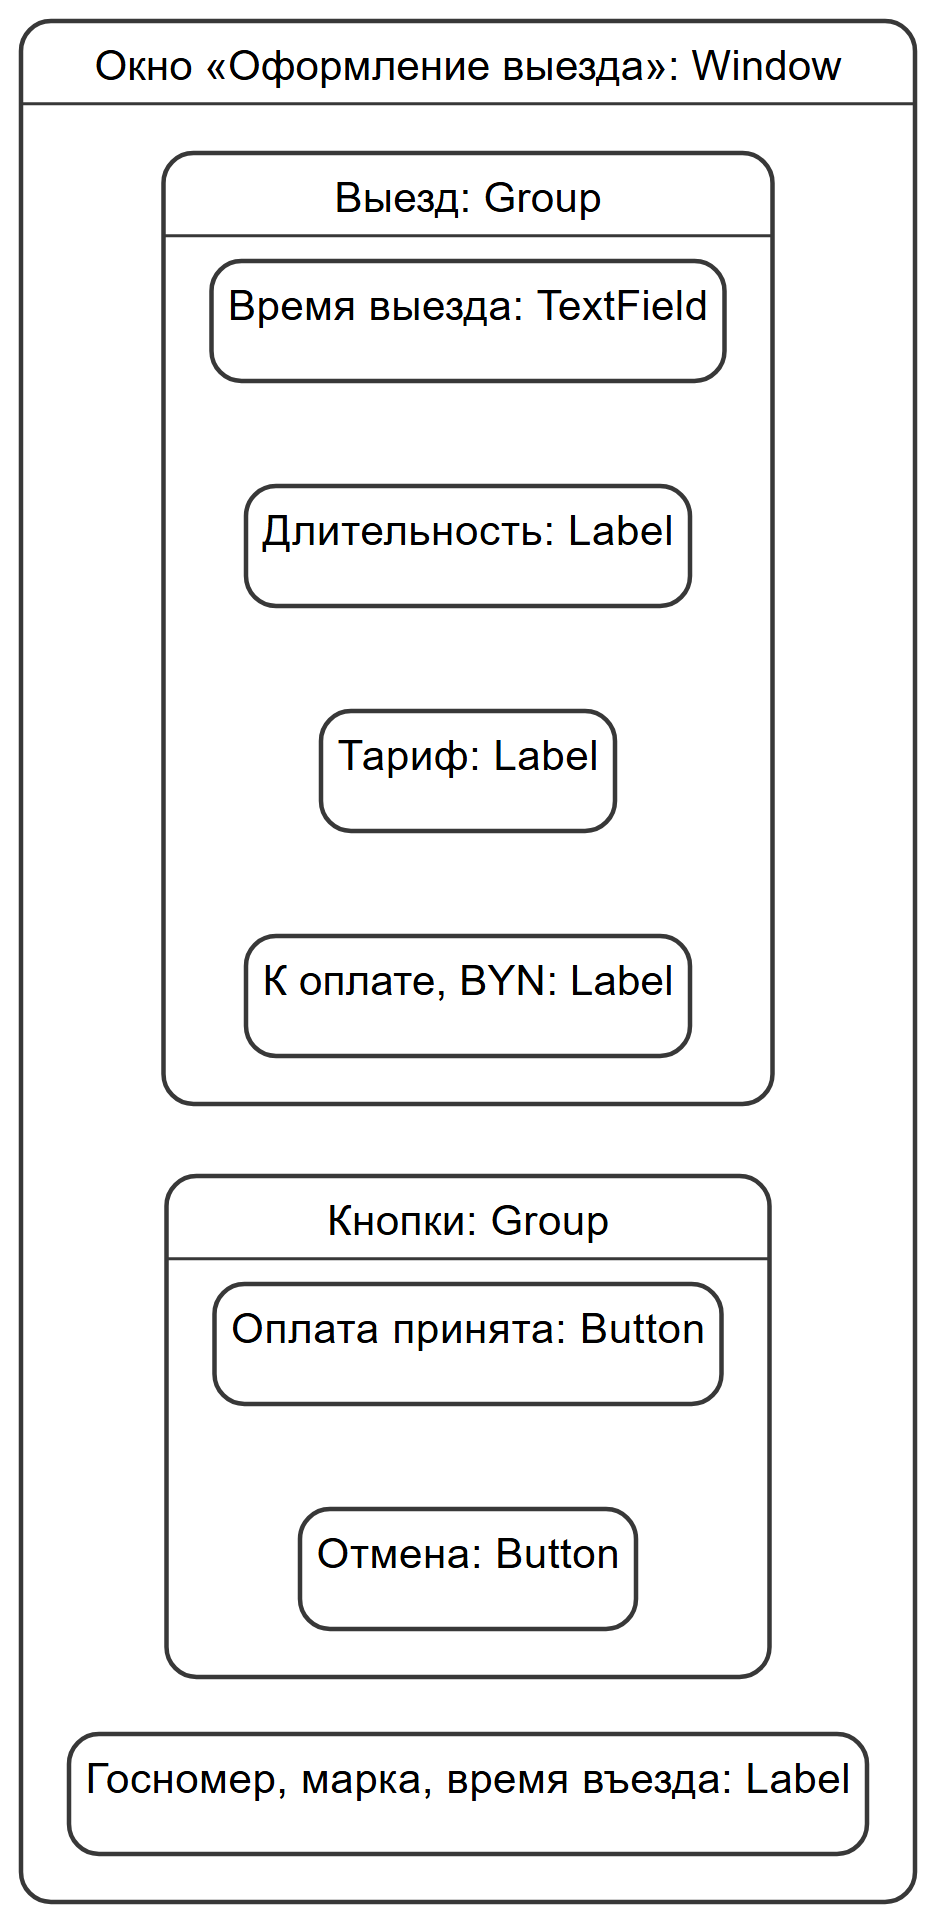 Окно «Оформление выезда»: Window
Выезд: Group
Время выезда: TextField
Длительность: Label
Тариф: Label
К оплате, BYN: Label
Кнопки: Group
Оплата принята: Button
Отмена: Button
Госномер, марка, время въезда: Label